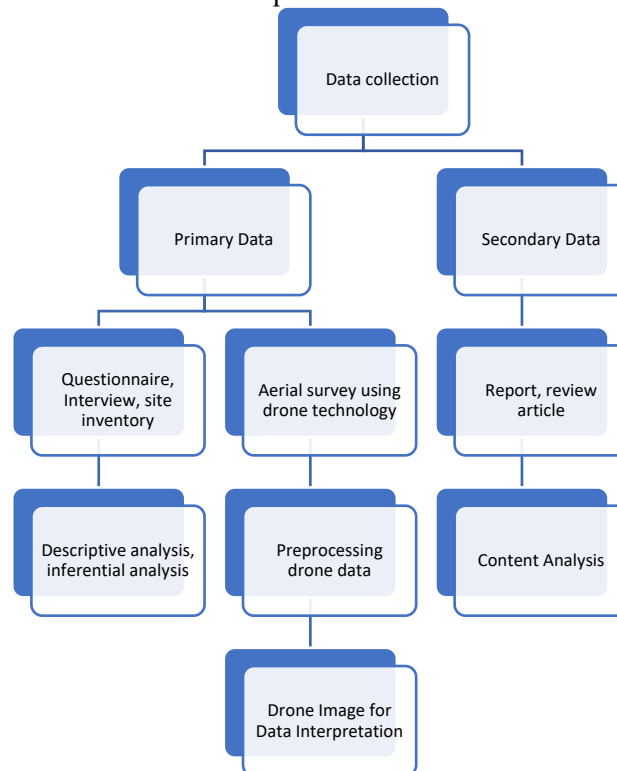 Data collection
Primary Data
Secondary Data
Questionnaire,
Interview, site
inventory
Aerial survey using
drone technology
Report, review
article
Descriptive analysis,
inferential analysis
Preprocessing
drone data
Content Analysis
Drone Image for
Data Interpretation